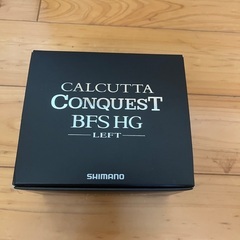 CALCUTTA
CONQUEST
BFS HG
LEFT
SHIMANO